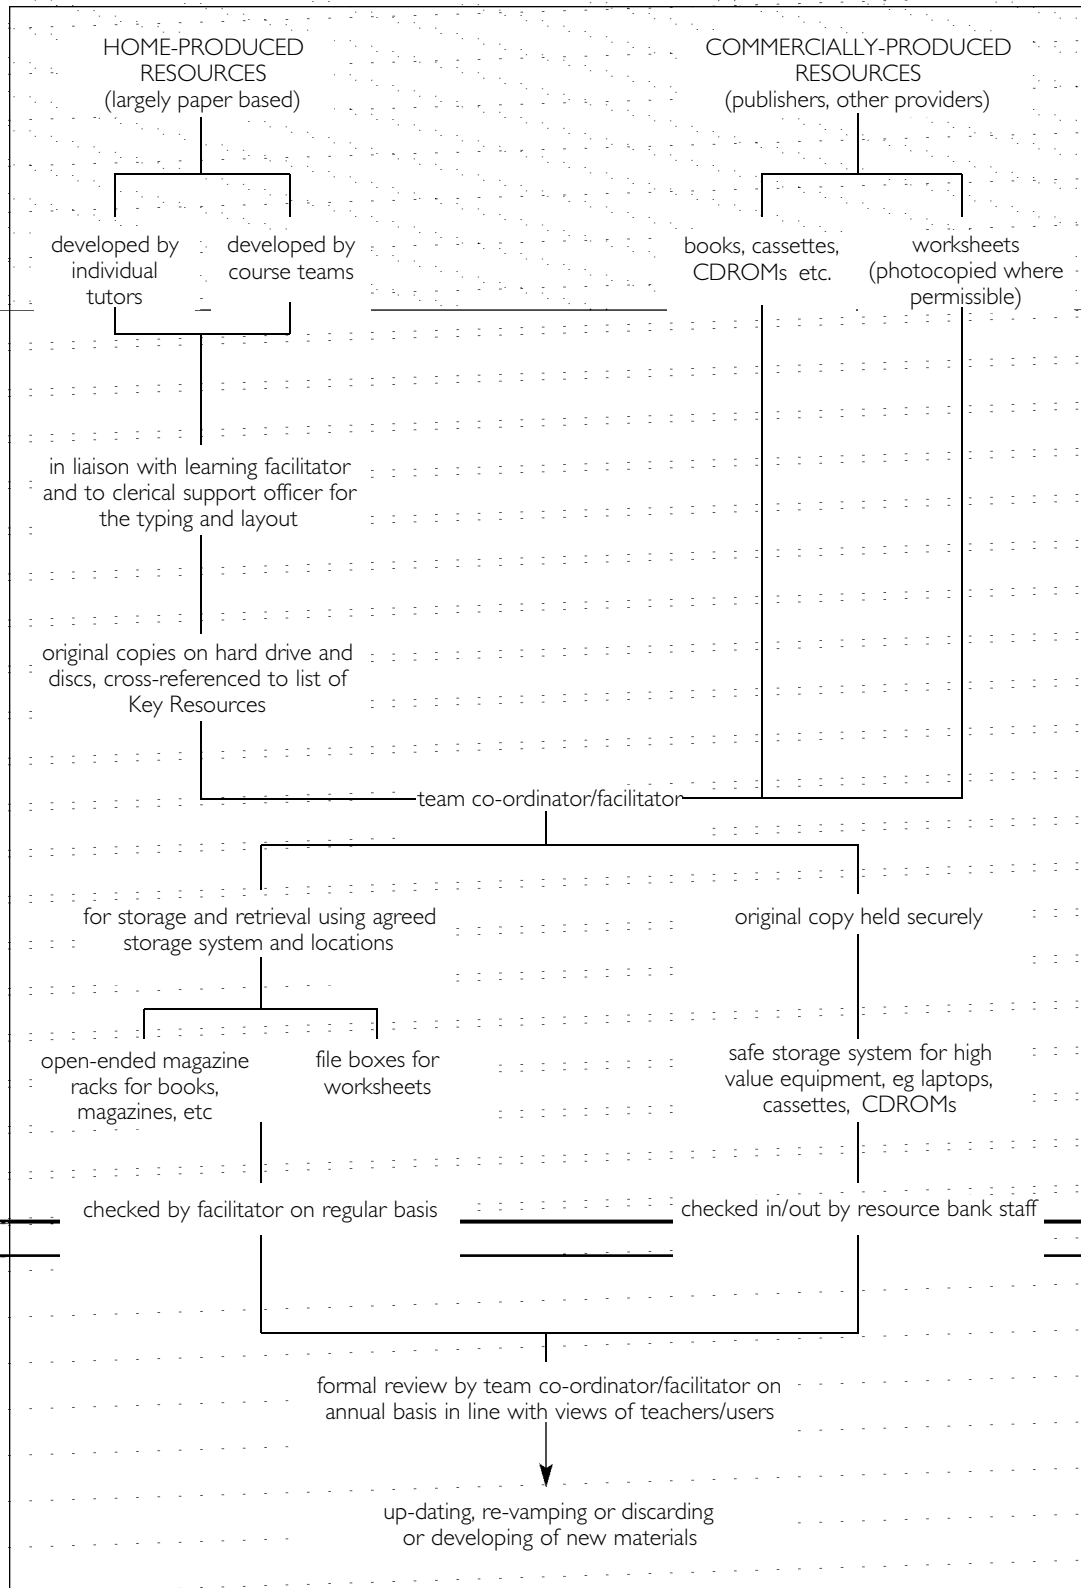 HOME-PRODUCED
RESOURCES
(largely paper based)
COMMERCIALLY-PRODUCED
RESOURCES
(publishers, other providers)
developed by
individual
tutors
developed by
course teams
books, cassettes,
CDROMs etc.
worksheets
(photocopied where
permissible)
in liaison with learning facilitator
and to clerical support officer for
the typing and layout
original copies on hard drive and
discs, cross-referenced to list of
Key Resources
team co-ordinator/facilitator
for storage and retrieval using agreed
storage system and locations
original copy held securely
open-ended magazine
racks for books,
magazines, etc
file boxes for
worksheets
safe storage system for high
value equipment, eg laptops,
cassettes, CDROMs
checked by facilitator on regular basis
checked in/out by resource bank staff
formal review by team co-ordinator/facilitator on
annual basis in line with views of teachers/users
up-dating, re-vamping or discarding
or developing of new materials